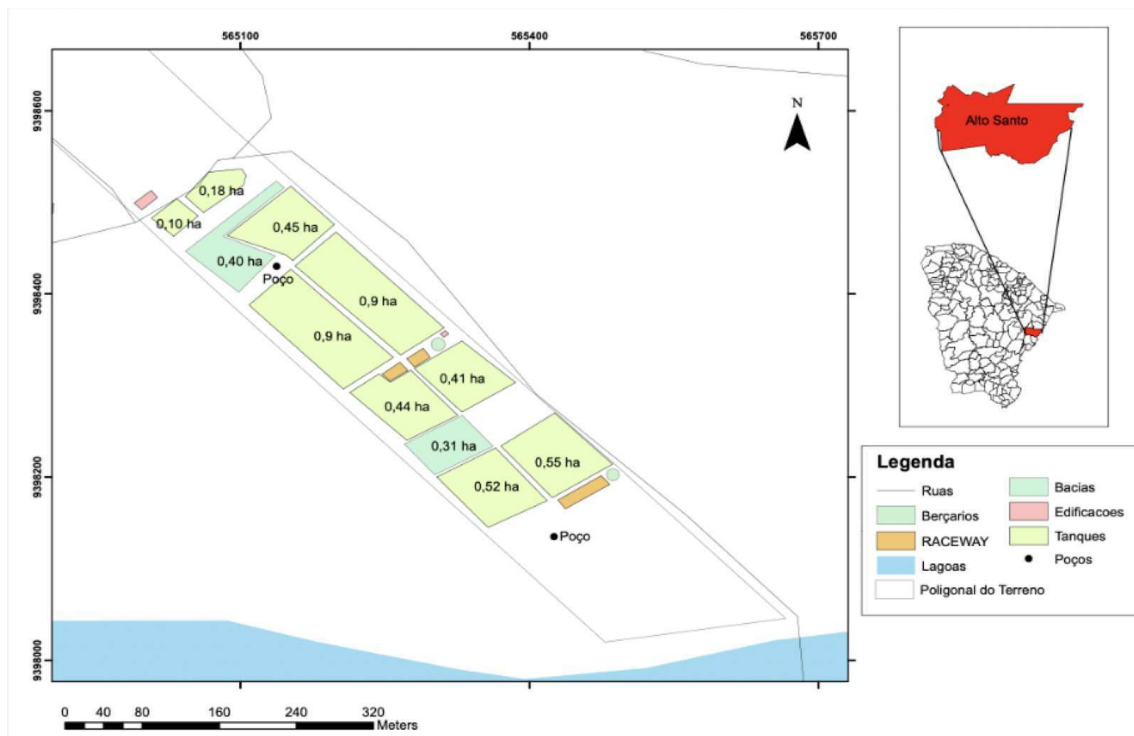 565100
565400
565700
9398600
9398400
9398200
9398000
N
0,18 ha
0,10 ha
0,45 ha
0,40 ha
Poço
0,9 ha
0,9 ha
0,41 ha
0,44 ha
0,31 ha
0,55 ha
0,52 ha
Poço
0 40 80 160 240 320
Meters
Alto Santo
Legenda
Ruas
Berçarios
RACEWAY
Lagoas
Poligonal do Terreno
Bacias
Edificacoes
Tanques
Poços